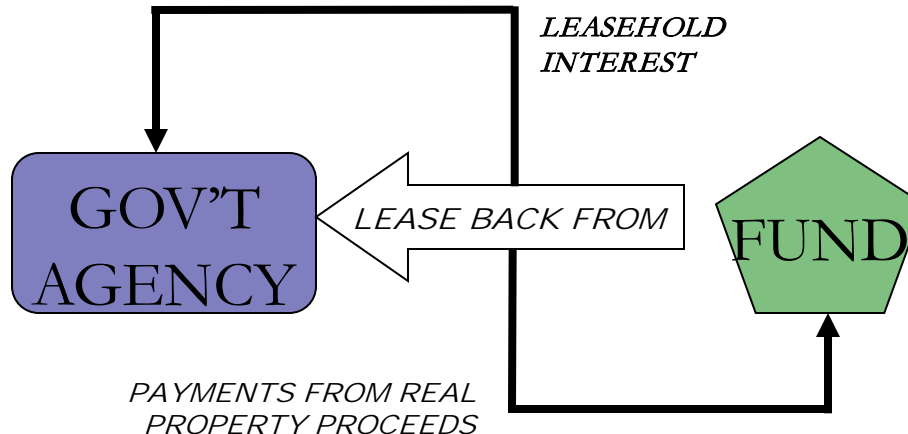 LEASEHOLD
INTEREST
GOV'T
AGENCY
LEASE BACK FROM
FUND
PAYMENTS FROM REAL
PROPERTY PROCEEDS